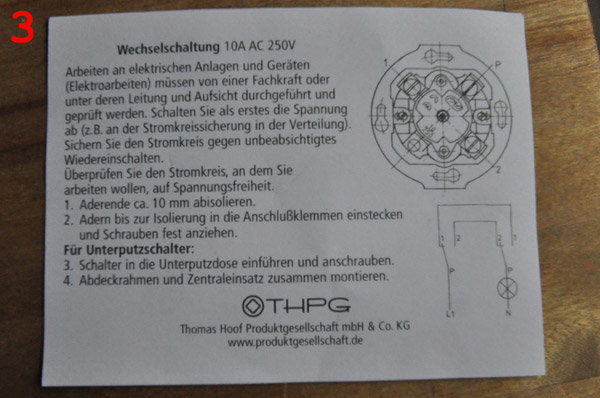 3
Wechselschaltung 10A AC 250V
Arbeiten an elektrischen Anlagen und Geräten
(Elektroarbeiten) müssen von einer Fachkraft oder
unter deren Leitung und Aufsicht durchgeführt und
geprüft werden. Schalten Sie als erstes die Spannung
ab (z.B. an der Stromkreissicherung in der Verteilung).
Sichern Sie den Stromkreis gegen unbeabsichtigtes
Wiedereinschalten.
Überprüfen Sie den Stromkreis, an dem Sie
arbeiten wollen, auf Spannungsfreiheit.
1. Aderende ca. 10 mm abisolieren.
2. Adern bis zur Isolierung in die Anschlußklemmen einstecken
und Schrauben fest anziehen.
Für Unterputzschalter:
3. Schalter in die Unterputzdose einführen und anschrauben.
4. Abdeckrahmen und Zentraleinsatz zusammen montieren.
THPG
Thomas Hoof Produktgesellschaft mbH & Co. KG
www.produktgesellschaft.de
1 P
2
1 2 2 1
P P
L1 N